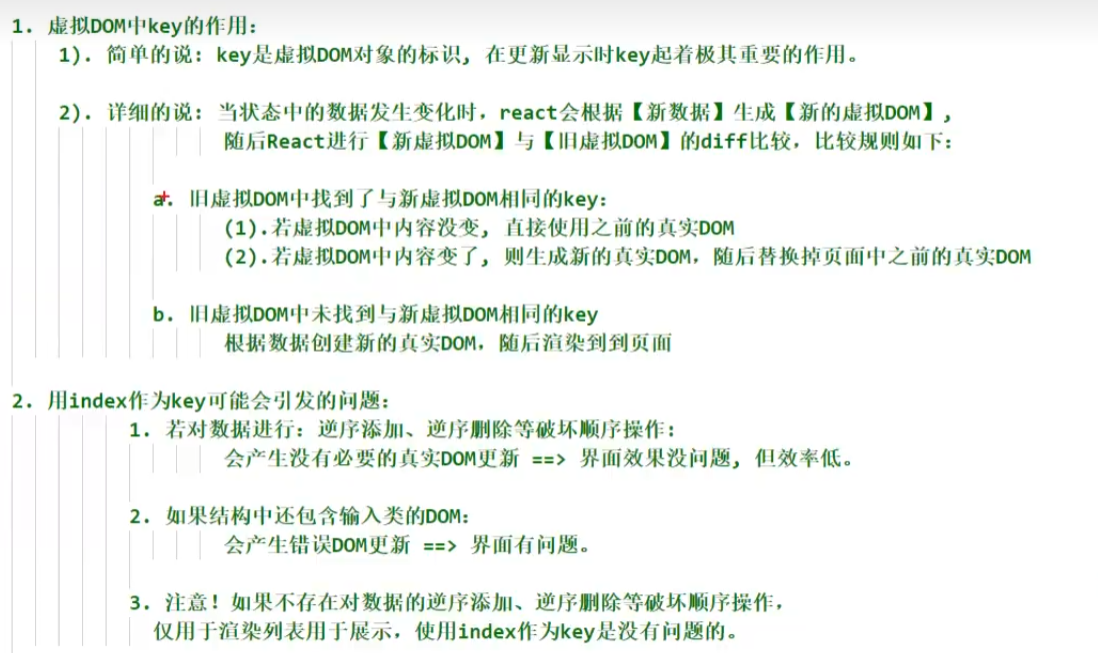 1. 虚拟DOM中key的作用：
1). 简单的说：key是虚拟DOM对象的标识, 在更新显示时key起着极其重要的作用。
2). 详细的说：当状态中的数据发生变化时，react会根据【新数据】生成【新的虚拟DOM】,
随后React进行【新虚拟DOM】与【旧虚拟DOM】的diff比较，比较规则如下：
a. 旧虚拟DOM中找到了与新虚拟DOM相同的key：
(1).若虚拟DOM中内容没变, 直接使用之前的真实DOM
(2).若虚拟DOM中内容变了, 则生成新的真实DOM，随后替换掉页面中之前的真实DOM
b. 旧虚拟DOM中未找到与新虚拟DOM相同的key
根据数据创建新的真实DOM，随后渲染到到页面
2. 用index作为key可能会引发的问题：
1. 若对数据进行：逆序添加、逆序删除等破坏顺序操作:
会产生没有必要的真实DOM更新 ==> 界面效果没问题, 但效率低。
2. 如果结构中还包含输入类的DOM：
会产生错误DOM更新 ==> 界面有问题。
3. 注意！如果不存在对数据的逆序添加、逆序删除等破坏顺序操作，
仅用于渲染列表用于展示，使用index作为key是没有问题的。